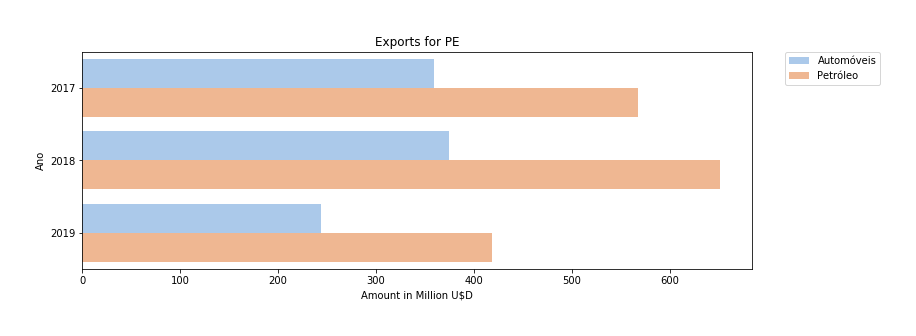 Exports for PE
Automóveis
Petróleo
2017
2018
2019
Ano
0 100 200 300 400 500 600
Amount in Million U$D